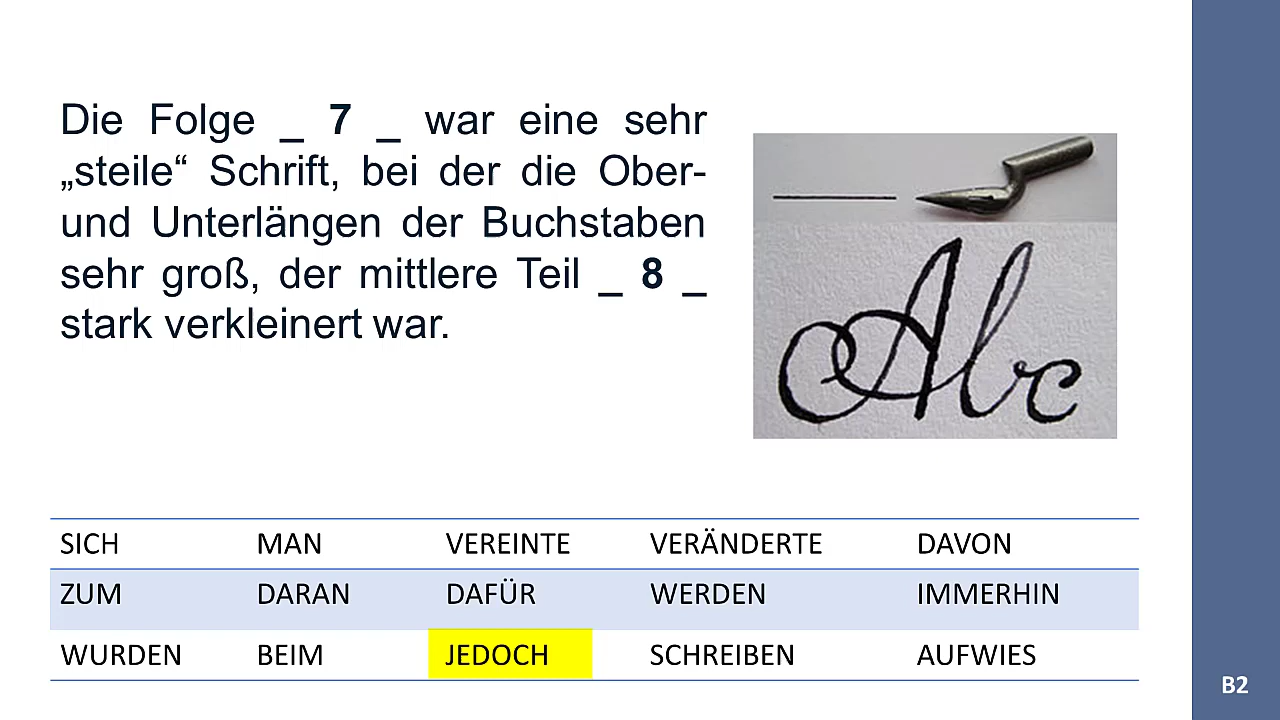 Die Folge _ 7 _ war eine sehr
„steile“ Schrift, bei der die Ober-
und Unterlängen der Buchstaben
sehr groß, der mittlere Teil _ 8 _
stark verkleinert war.
Abc
SICH MAN VEREINTE VERÄNDERTE DAVON
ZUM DARAN DAFÜR WERDEN IMMERHIN
WURDEN BEIM JEDOCH SCHREIBEN AUFWIES
B2